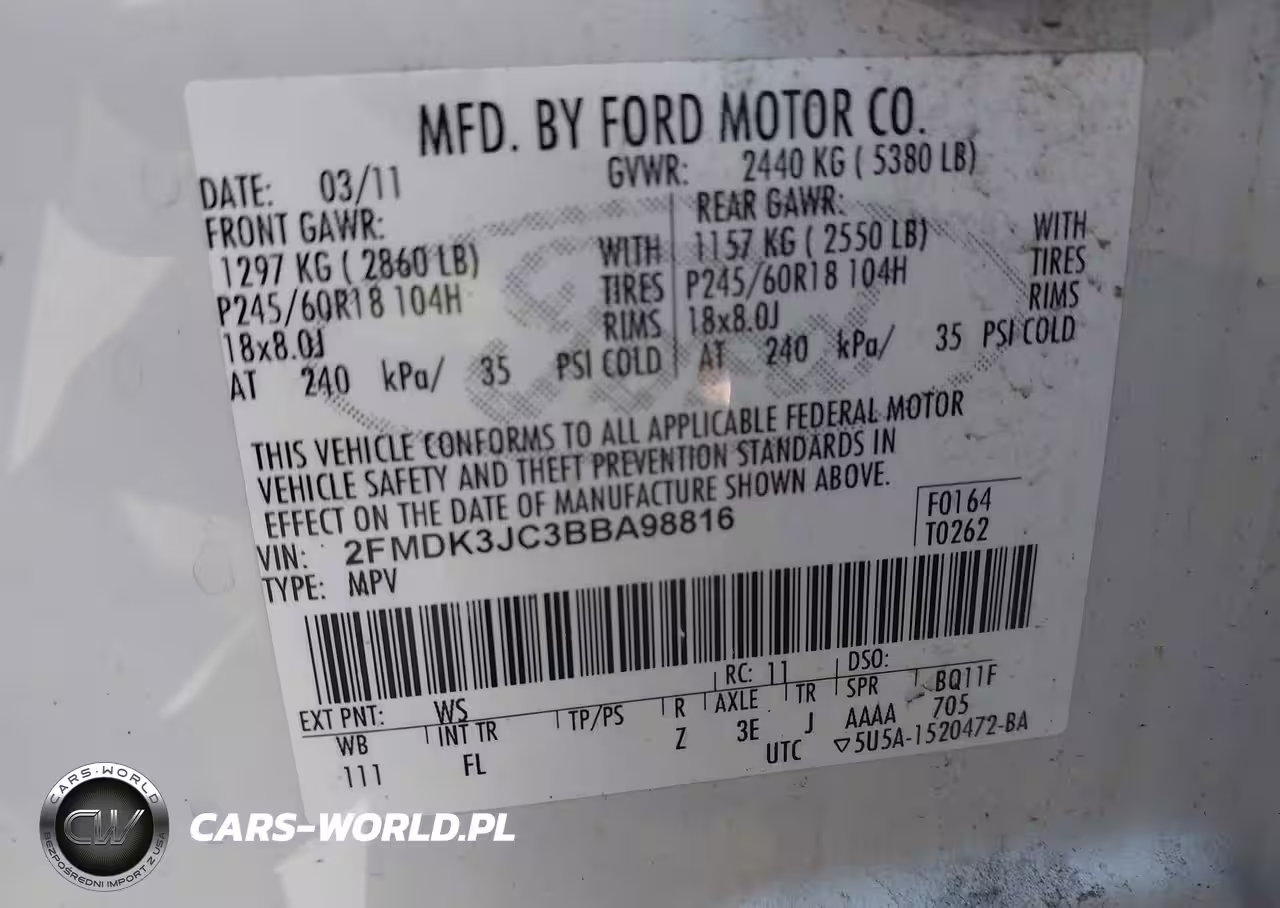 MFD. BY FORD MOTOR CO.
DATE: 03/11 GVWR: 2440 KG ( 5380 LB)
FRONT GAWR: REAR GAWR:
1297 KG ( 2860 LB) WITH 1157 KG ( 2550 LB) WITH
P245/60R18 104H TIRES P245/60R18 104H TIRES
18x8.0J RIMS 18x8.0J RIMS
AT 240 kPa/ 35 PSI COLD AT 240 kPa/ 35 PSI COLD
THIS VEHICLE CONFORMS TO ALL APPLICABLE FEDERAL MOTOR
VEHICLE SAFETY AND THEFT PREVENTION STANDARDS IN
EFFECT ON THE DATE OF MANUFACTURE SHOWN ABOVE.
VIN: 2FMDK3JC3BBA98816 F0164
TYPE: MPV T0262
EXT PNT: WS RC: 11 DSO:
WB INT TR TP/PS R AXLE TR SPR BQ11F
111 FL Z 3E J AAAA 705
UTC ▽5U5A-1520472-BA
CARS-WORLD
CW
BEZPOŚREDNI IMPORT Z USA
CARS-WORLD.PL